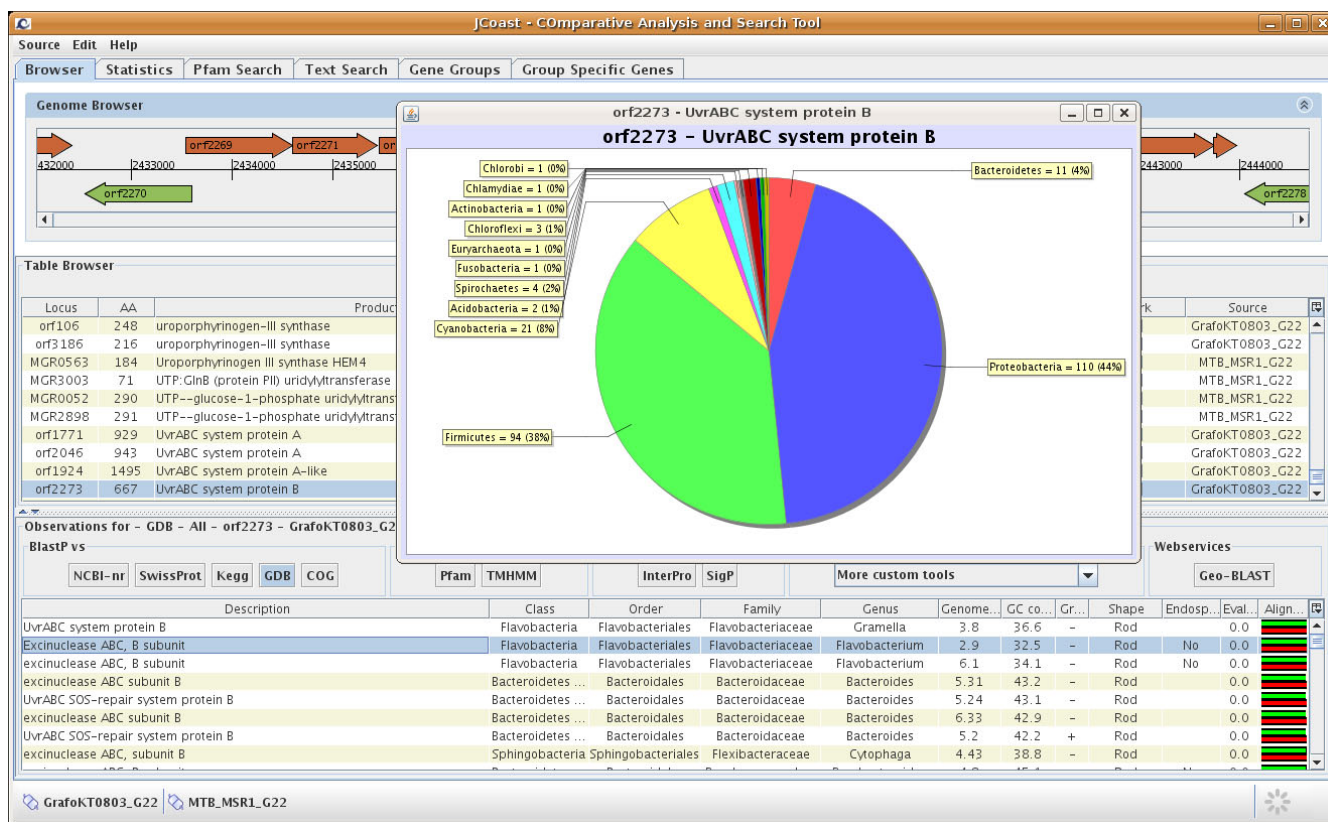 JCoast - COmparative Analysis and Search Tool
Source Edit Help
Browser Statistics Pfam Search Text Search Gene Groups Group Specific Genes
Genome Browser
orf2273 - UvrABC system protein B
orf2273 - UvrABC system protein B
orf2269 orf2271
432000 2433000 2434000 2435000 2443000 2444000
orf2270 orf2278
Chlorobi = 1 (0%)
Chlamydiae = 1 (0%)
Actinobacteria = 1 (0%)
Chloroflexi = 3 (1%)
Euryarchaeota = 1 (0%)
Fusobacteria = 1 (0%)
Spirochaetes = 4 (2%)
Acidobacteria = 2 (1%)
Cyanobacteria = 21 (8%)
Firmicutes = 94 (38%)
Bacteroidetes = 11 (4%)
Proteobacteria = 110 (44%)
Table Browser
Locus AA Produc rk Source
orf106 248 uroporphyrinogen-III synthase GrafoKT0803_G22
orf3186 216 uroporphyrinogen-III synthase GrafoKT0803_G22
MGR0563 184 Uroporphyrinogen III synthase HEM4 MTB_MSR1_G22
MGR3003 71 UTP:GlnB (protein PII) uridylyltransferase MTB_MSR1_G22
MGR0052 290 UTP--glucose-1-phosphate uridylyltrans MTB_MSR1_G22
MGR2898 291 UTP--glucose-1-phosphate uridylyltrans MTB_MSR1_G22
orf1771 929 UvrABC system protein A GrafoKT0803_G22
orf2046 943 UvrABC system protein A GrafoKT0803_G22
orf1924 1495 UvrABC system protein A-like GrafoKT0803_G22
orf2273 667 UvrABC system protein B GrafoKT0803_G22
Observations for - GDB - All - orf2273 - GrafoKT0803_G2
BlastP vs Webservices
NCBI-nr SwissProt Kegg GDB COG Pfam TMHMM InterPro SigP More custom tools Geo-BLAST
Description Class Order Family Genus Genome... GC co... Gr... Shape Endosp... Eval... Align...
UvrABC system protein B Flavobacteria Flavobacteriales Flavobacteriaceae Gramella 3.8 36.6 - Rod 0.0
Excinuclease ABC, B subunit Flavobacteria Flavobacteriales Flavobacteriaceae Flavobacterium 2.9 32.5 - Rod No 0.0
excinuclease ABC, B subunit Flavobacteria Flavobacteriales Flavobacteriaceae Flavobacterium 6.1 34.1 - Rod No 0.0
excinuclease ABC subunit B Bacteroidetes ... Bacteroidales Bacteroidaceae Bacteroides 5.31 43.2 - Rod 0.0
UvrABC SOS-repair system protein B Bacteroidetes ... Bacteroidales Bacteroidaceae Bacteroides 5.24 43.1 - Rod 0.0
excinuclease ABC subunit B Bacteroidetes ... Bacteroidales Bacteroidaceae Bacteroides 6.33 42.9 - Rod 0.0
UvrABC SOS-repair system protein B Bacteroidetes ... Bacteroidales Bacteroidaceae Bacteroides 5.2 42.2 + Rod 0.0
excinuclease ABC, subunit B Sphingobacteria Sphingobacteriales Flexibacteraceae Cytophaga 4.43 38.8 - Rod 0.0
GrafoKT0803_G22 MTB_MSR1_G22